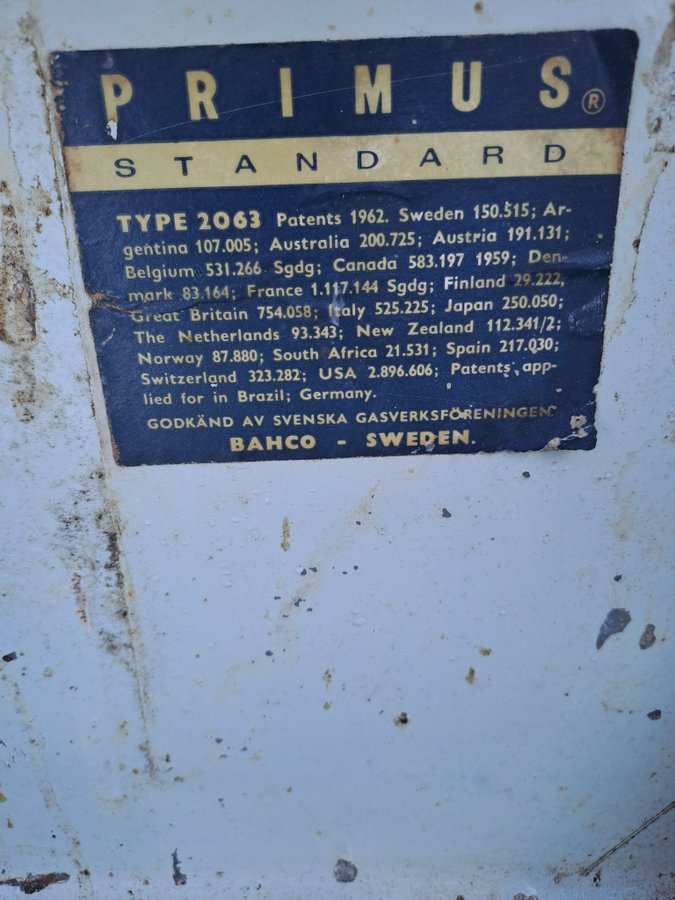 PRIMUS®
STANDARD
TYPE 2063 Patents 1962. Sweden 150.515; Ar-
gentina 107.005; Australia 200.725; Austria 191.131;
Belgium 531.266 Sgdg; Canada 583.197 1959; Den-
mark 83.164; France 1.117.144 Sgdg; Finland 29.222,
Great Britain 754.058; Italy 525.225; Japan 250.050;
The Netherlands 93.343; New Zealand 112.341/2;
Norway 87.880; South Africa 21.531; Spain 217.030;
Switzerland 323.282; USA 2.896.606; Patents app-
lied for in Brazil; Germany.
GODKÄND AV SVENSKA GASVERKSFÖRENINGEN
BAHCO - SWEDEN.